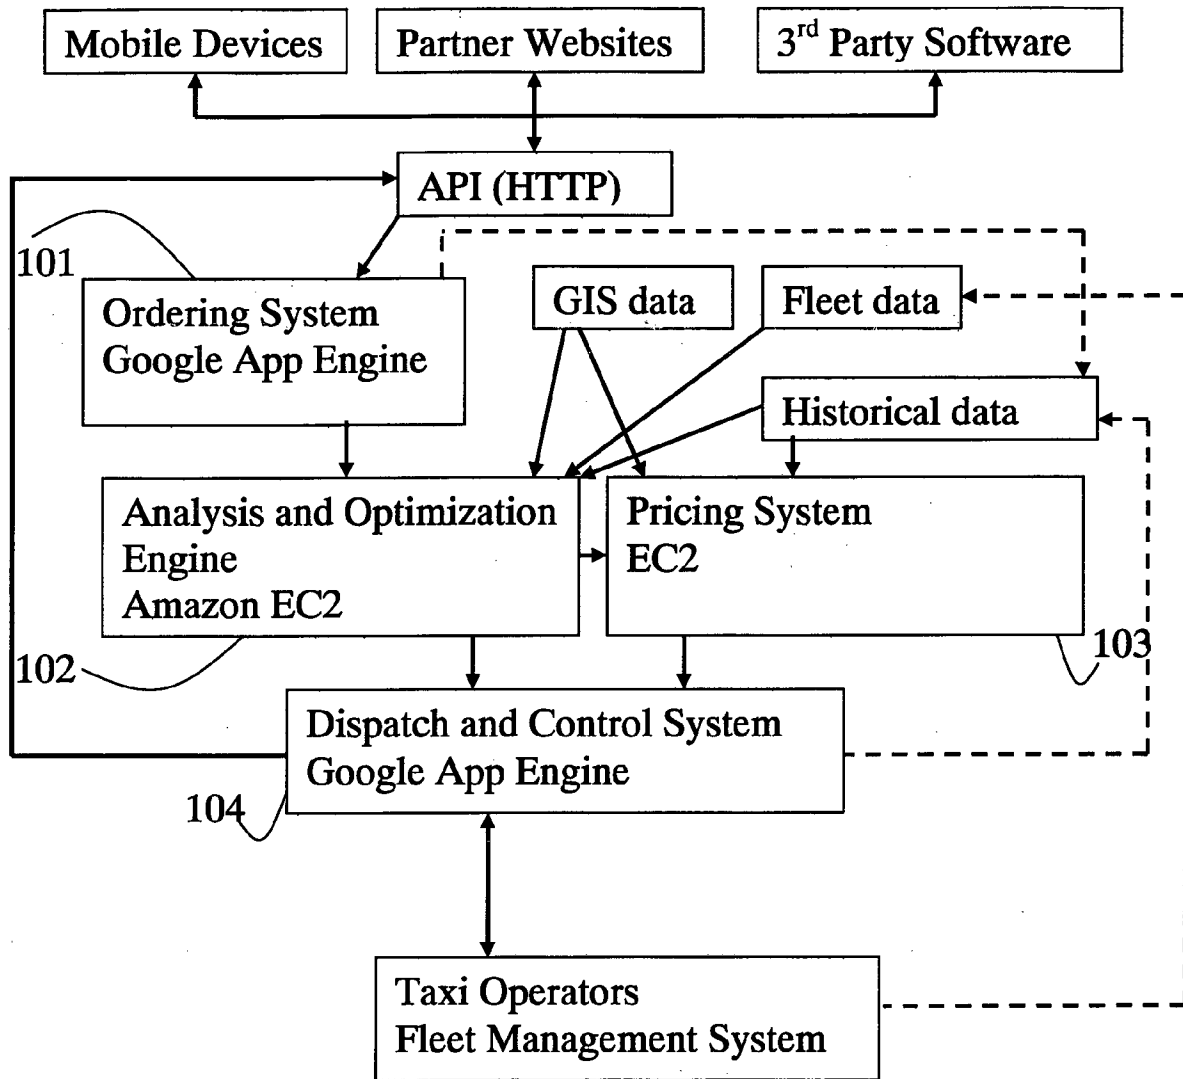 Mobile Devices
Partner Websites
3rd Party Software
API (HTTP)
101
Ordering System
Google App Engine
GIS data
Fleet data
Historical data
Analysis and Optimization
Engine
Amazon EC2
Pricing System
EC2
102
103
Dispatch and Control System
Google App Engine
104
Taxi Operators
Fleet Management System